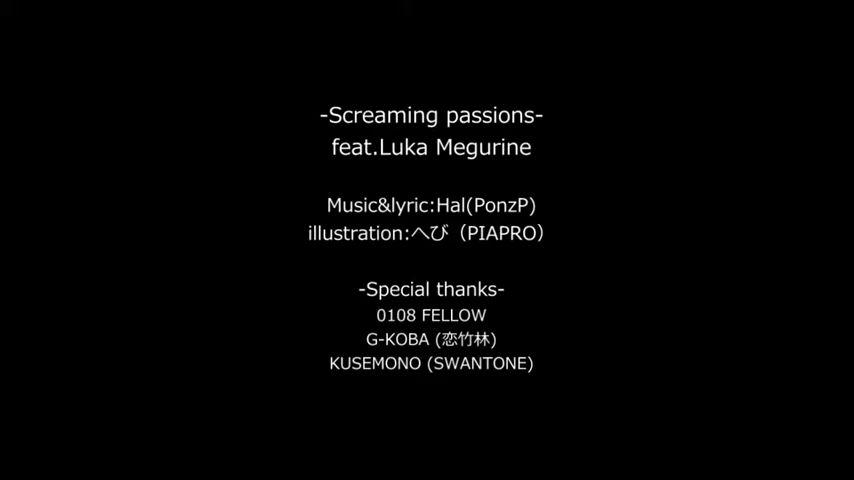 -Screaming passions-
feat.Luka Megurine
Music&lyric:Hal(PonzP)
illustration:へび（PIAPRO）
-Special thanks-
0108 FELLOW
G-KOBA (恋竹林)
KUSEMONO (SWANTONE)